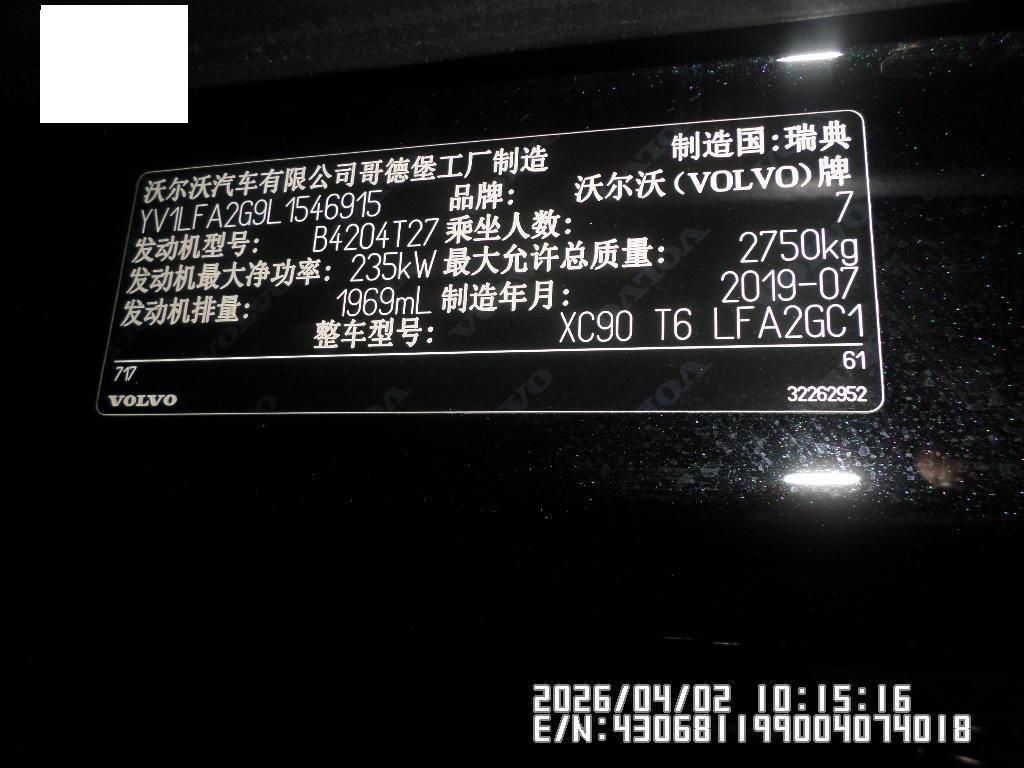 沃尔沃汽车有限公司哥德堡工厂制造 制造国:瑞典
YV1LFA2G9L1546915 品牌: 沃尔沃(VOLVO)牌
发动机型号: B4204T27 乘坐人数: 7
发动机最大净功率: 235kW 最大允许总质量: 2750kg
发动机排量: 1969mL 制造年月: 2019-07
整车型号: XC90 T6 LFA2GC1
717 61
VOLVO 32262952
2026/04/02 10:15:16
E/N:430681199004074018